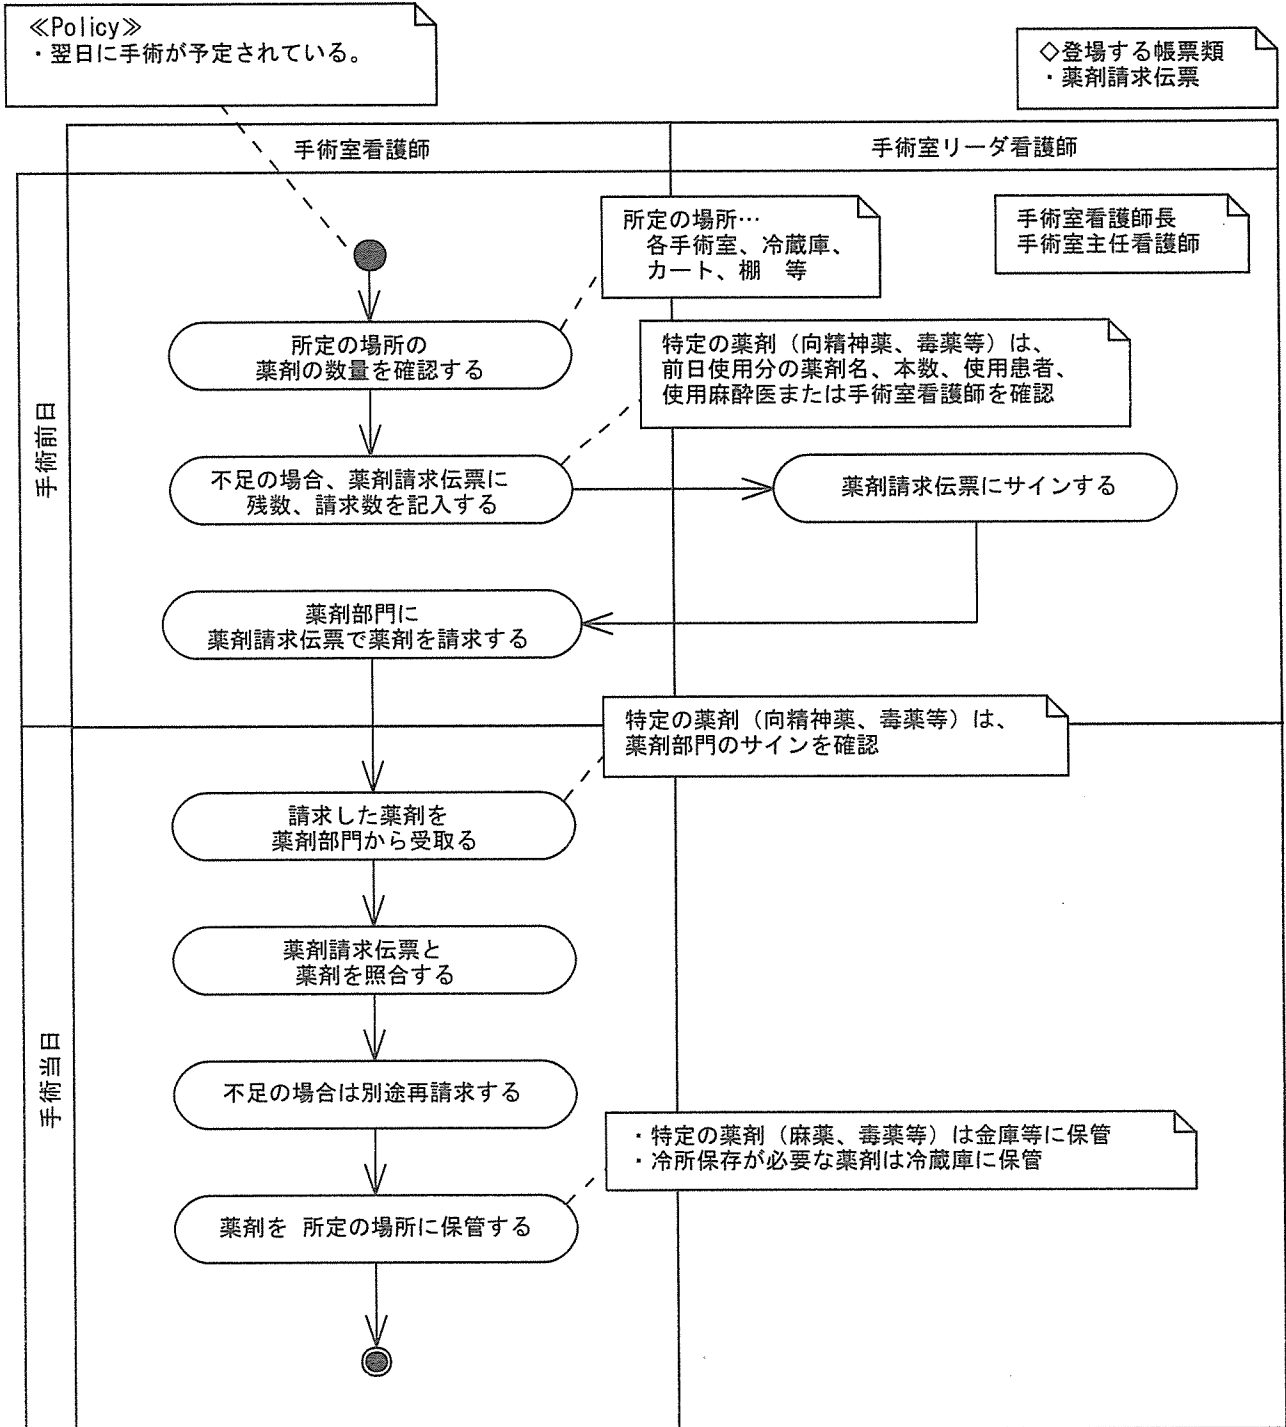 ≪Policy≫
・翌日に手術が予定されている。
◇登場する帳票類
・薬剤請求伝票
手術室看護師
手術室リーダ看護師
手術前日
所定の場所…
各手術室、冷蔵庫、
カート、棚　等
手術室看護師長
手術室主任看護師
所定の場所の
薬剤の数量を確認する
特定の薬剤（向精神薬、毒薬等）は、
前日使用分の薬剤名、本数、使用患者、
使用麻酔医または手術室看護師を確認
不足の場合、薬剤請求伝票に
残数、請求数を記入する
薬剤請求伝票にサインする
薬剤部門に
薬剤請求伝票で薬剤を請求する
手術当日
特定の薬剤（向精神薬、毒薬等）は、
薬剤部門のサインを確認
請求した薬剤を
薬剤部門から受取る
薬剤請求伝票と
薬剤を照合する
不足の場合は別途再請求する
・特定の薬剤（麻薬、毒薬等）は金庫等に保管
・冷所保存が必要な薬剤は冷蔵庫に保管
薬剤を 所定の場所に保管する